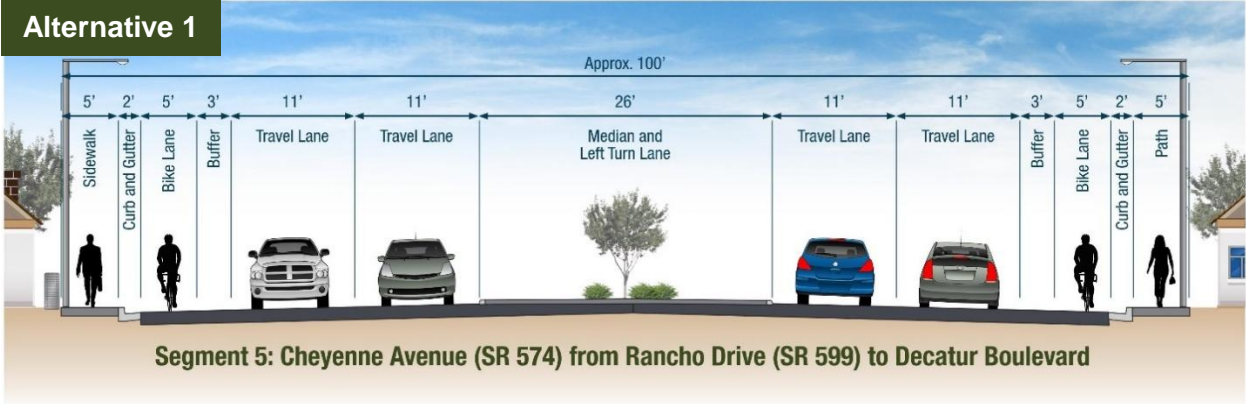 Alternative 1
Approx. 100'
5' 2' 5' 3' 11' 11' 26' 11' 11' 3' 5' 2' 5'
Sidewalk
Curb and Gutter
Bike Lane
Buffer
Travel Lane
Travel Lane
Median and
Left Turn Lane
Travel Lane
Travel Lane
Buffer
Bike Lane
Curb and Gutter
Path
Segment 5: Cheyenne Avenue (SR 574) from Rancho Drive (SR 599) to Decatur Boulevard